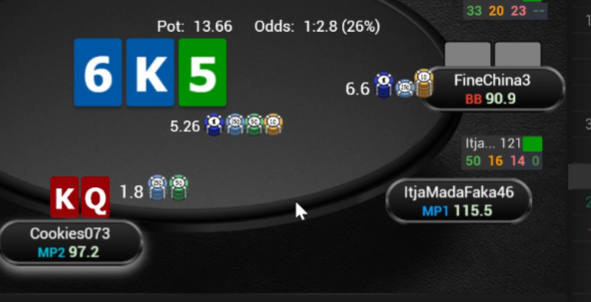 33 20 23 --
Pot: 13.66 Odds: 1:2.8 (26%)
6 K 5
6.6
FineChina3
BB 90.9
5.26
Itja... 121
50 16 14 0
K Q
1.8
ItjaMadaFaka46
MP1 115.5
Cookies073
MP2 97.2